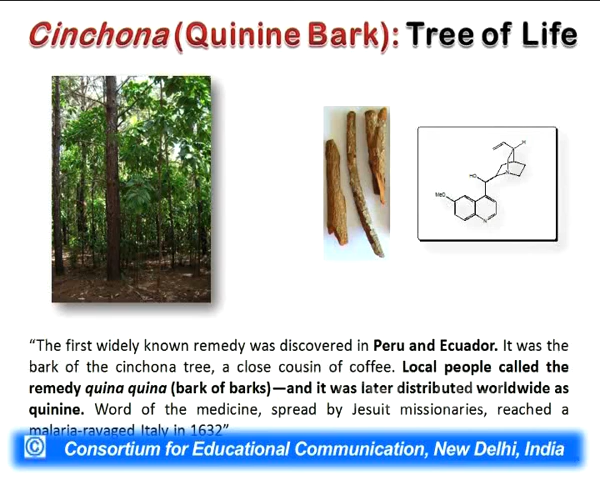 Cinchona (Quinine Bark): Tree of Life
H
HO
N
MeO
N
“The first widely known remedy was discovered in Peru and Ecuador. It was the
bark of the cinchona tree, a close cousin of coffee. Local people called the
remedy quina quina (bark of barks)—and it was later distributed worldwide as
quinine. Word of the medicine, spread by Jesuit missionaries, reached a
malaria-ravaged Italy in 1632”
© Consortium for Educational Communication, New Delhi, India